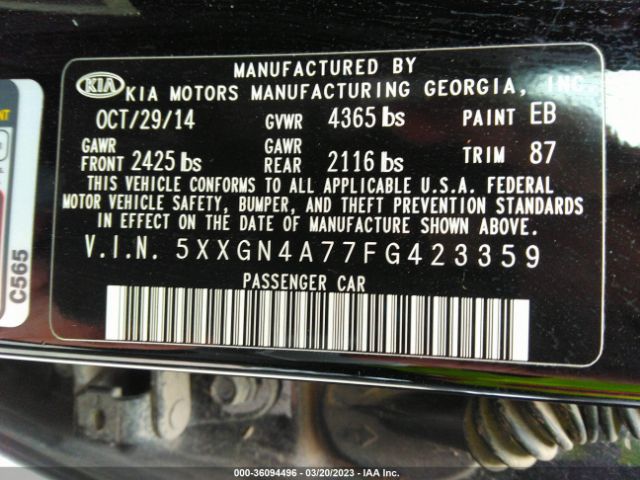 MANUFACTURED BY
KIA KIA MOTORS MANUFACTURING GEORGIA, INC.
OCT/29/14 GVWR 4365 lbs PAINT EB
GAWR FRONT 2425 lbs GAWR REAR 2116 lbs TRIM 87
THIS VEHICLE CONFORMS TO ALL APPLICABLE U.S.A. FEDERAL
MOTOR VEHICLE SAFETY, BUMPER, AND THEFT PREVENTION STANDARDS
IN EFFECT ON THE DATE OF MANUFACTURE SHOWN ABOVE.
V.I.N. 5XXGN4A77FG423359
PASSENGER CAR
C565
000-36094496 - 03/20/2023 - IAA Inc.